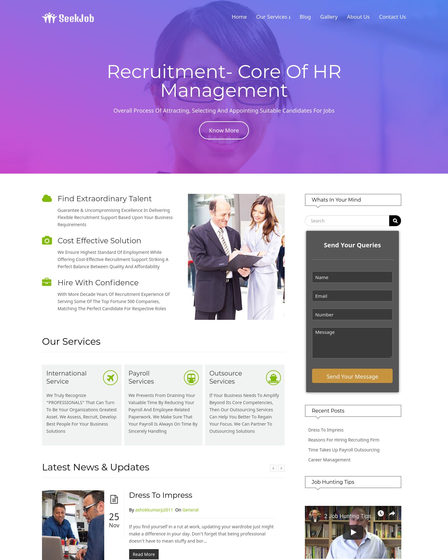 SeekJob
Home Our Services Blog Gallery About Us Contact Us
Recruitment- Core Of HR
Management
Overall Process Of Attracting, Selecting And Appointing Suitable Candidates For Jobs
Know More
Find Extraordinary Talent
Guarantee & Uncompromising Excellence In Delivering
Flexible Recruitment Support Based Upon Your Business
Requirements
Cost Effective Solution
We Ensure Highest Standard Of Employment While
Offering Cost-Effective Recruitment Support Striking A
Perfect Balance Between Quality And Affordability
Hire With Confidence
With More Decade Years Of Recruitment Experience Of
Serving Some Of The Top Fortune 500 Companies,
Matching The Perfect Candidate For Respective Roles
Our Services
International
Service
We Truly Recognize
"PROFESSIONALS" That Can Turn
To Be Your Organizations Greatest
Asset, We Assess, Recruit, Develop
Best People For Your Business
Solutions
Payroll
Services
We Prevents From Draining Your
Valuable Time By Reducing Your
Payroll And Employee Related
Paperwork. We Make Sure That
Your Payroll Is Always On Time By
Sincerely Handling
Outsource
Services
If Your Business Needs To Amplify
Beyond Its Core Competencies,
Then Our Outsourcing Services
Can Help You Better To Regain
Your Focus. We Can Partner To
Outsourcing Solutions
Latest News & Updates
25
Nov
Dress To Impress
By ashokkumarp2011 On General
If you find yourself in a rut at work, updating your wardrobe just might
make a difference in your day. Don't forget that being professional
doesn't have to mean stuffy and bor...
Read More
Whats In Your Mind
Search
Send Your Queries
Name
Email
Number
Message
Send Your Message
Recent Posts
Dress To Impress
Reasons For Hiring Recruiting Firm
Time Takes Up Payroll Outsourcing
Career Management
Job Hunting Tips
2 Job Hunting Tips